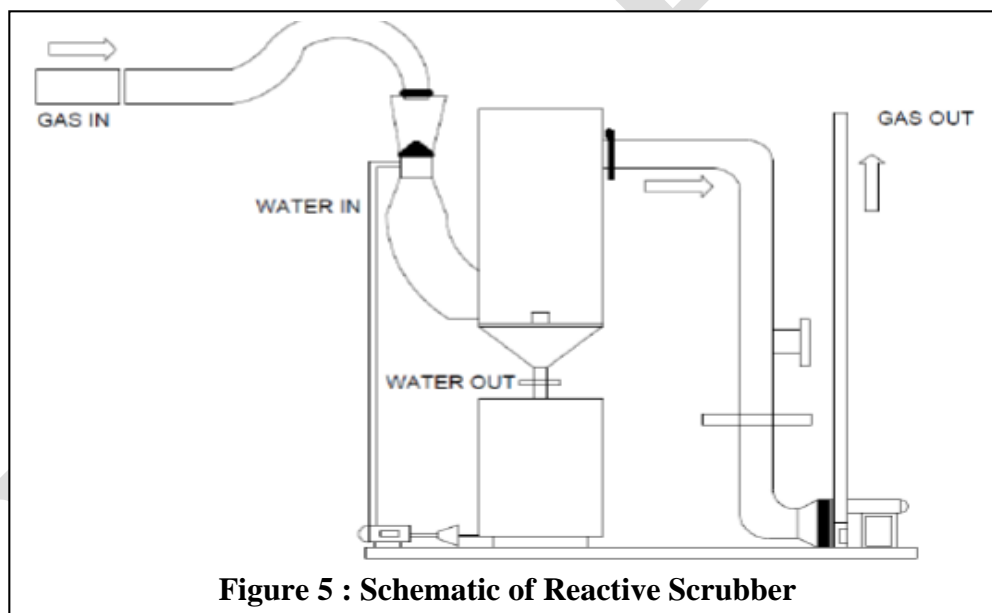 GAS IN
GAS OUT
WATER IN
WATER OUT
Figure 5 : Schematic of Reactive Scrubber